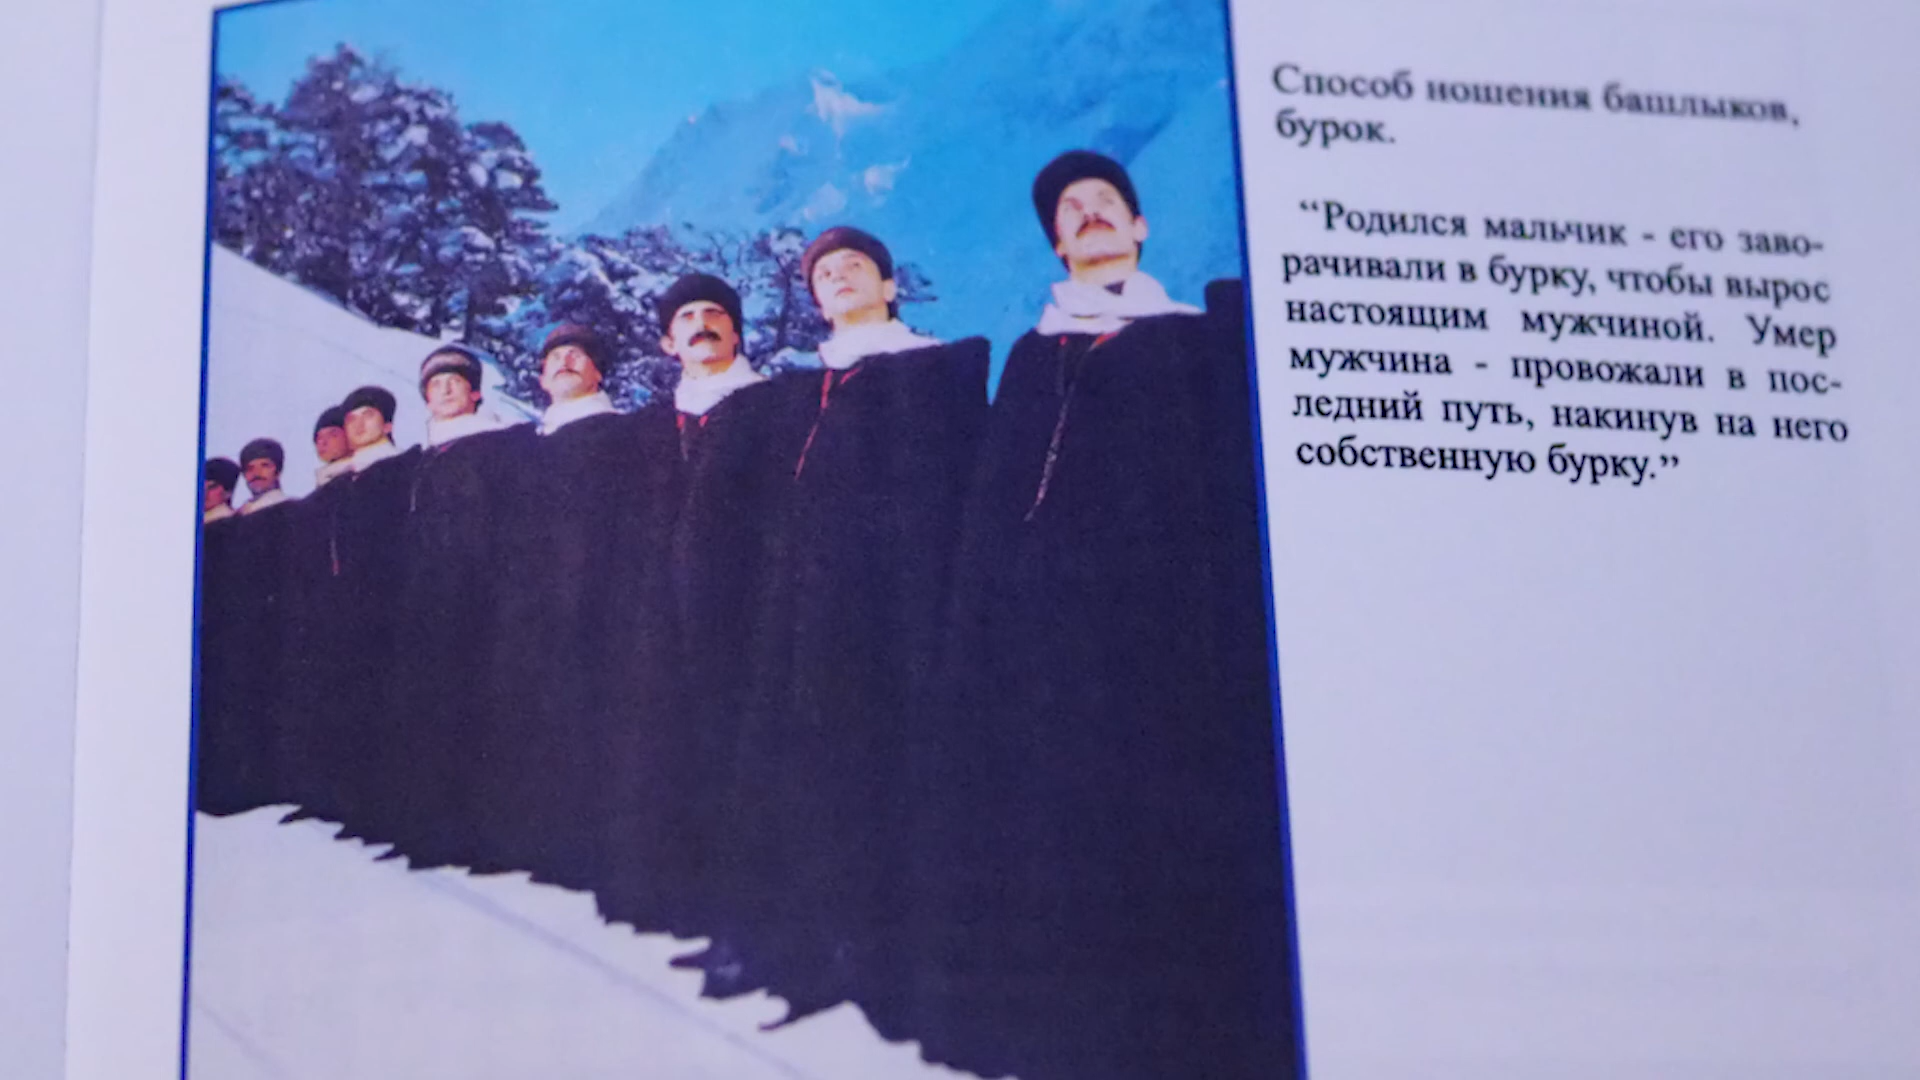 Способ ношения башлыков,
бурок.
“Родился мальчик - его заво-
рачивали в бурку, чтобы вырос
настоящим мужчиной. Умер
мужчина - провожали в пос-
ледний путь, накинув на него
собственную бурку.”